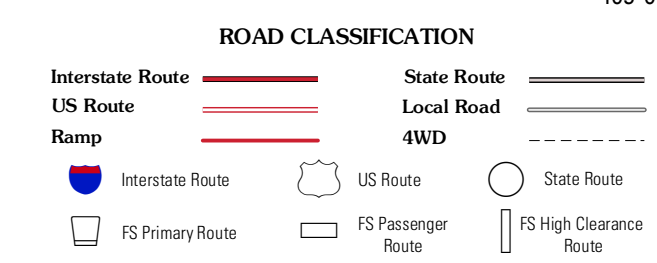 ROAD CLASSIFICATION
Interstate Route
State Route
US Route
Local Road
Ramp
4WD
Interstate Route
US Route
State Route
FS Primary Route
FS Passenger
Route
FS High Clearance
Route